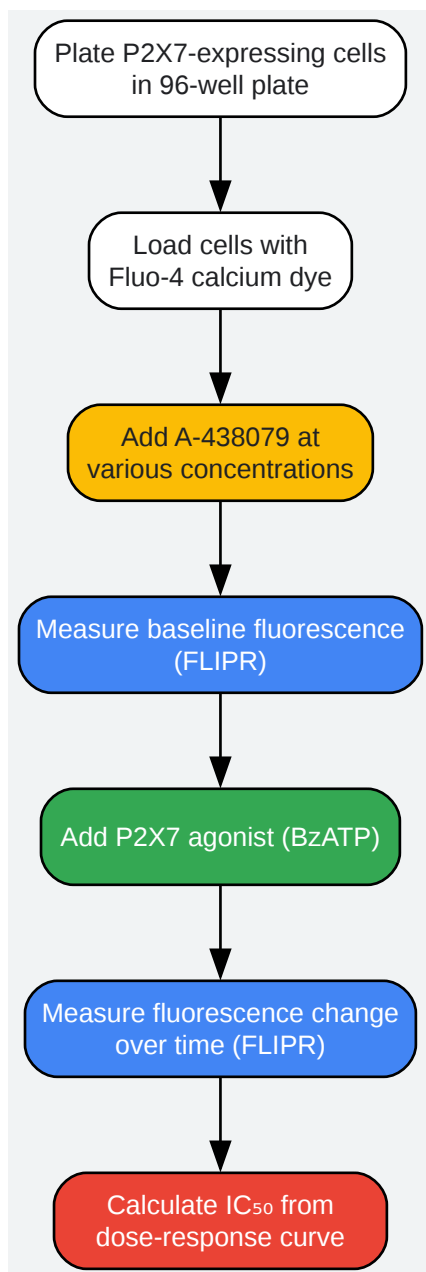 Plate P2X7-expressing cells
in 96-well plate
Load cells with
Fluo-4 calcium dye
Add A-438079 at
various concentrations
Measure baseline fluorescence
(FLIPR)
Add P2X7 agonist (BzATP)
Measure fluorescence change
over time (FLIPR)
Calculate IC₅₀ from
dose-response curve